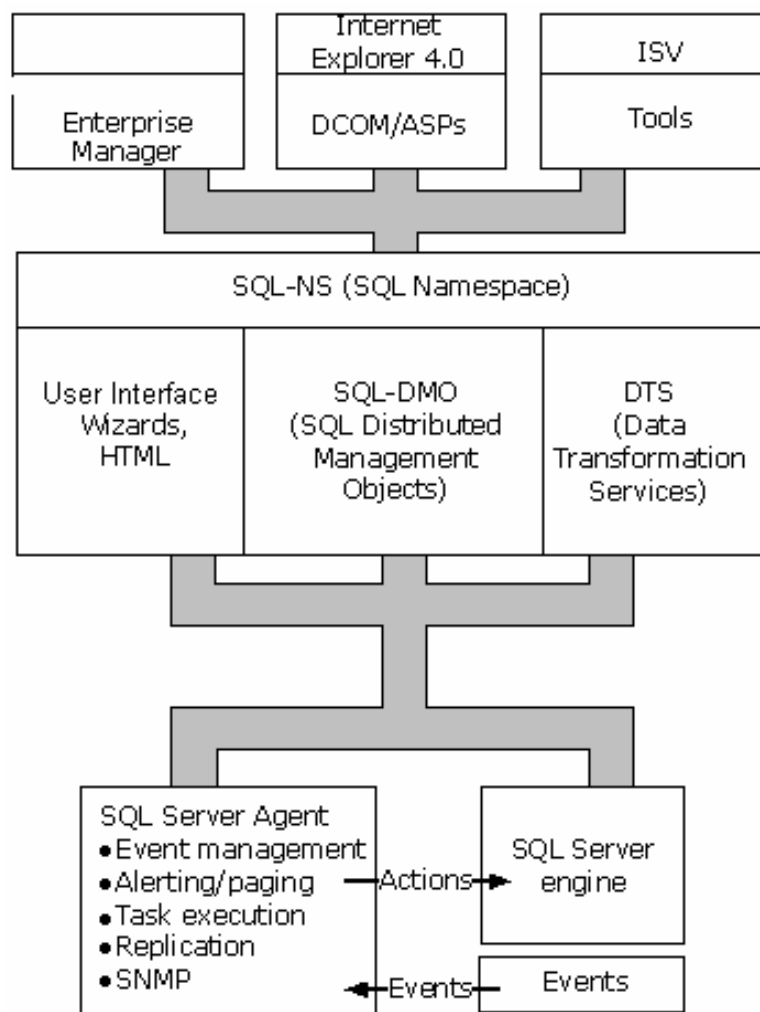 Enterprise
Manager
Internet
Explorer 4.0
DCOM/ASPs
ISV
Tools
SQL-NS (SQL Namespace)
User Interface
Wizards,
HTML
SQL-DMO
(SQL Distributed
Management
Objects)
DTS
(Data
Transformation
Services)
SQL Server Agent
•Event management
•Alerting/paging
•Task execution
•Replication
•SNMP
Actions
SQL Server
engine
Events
Events